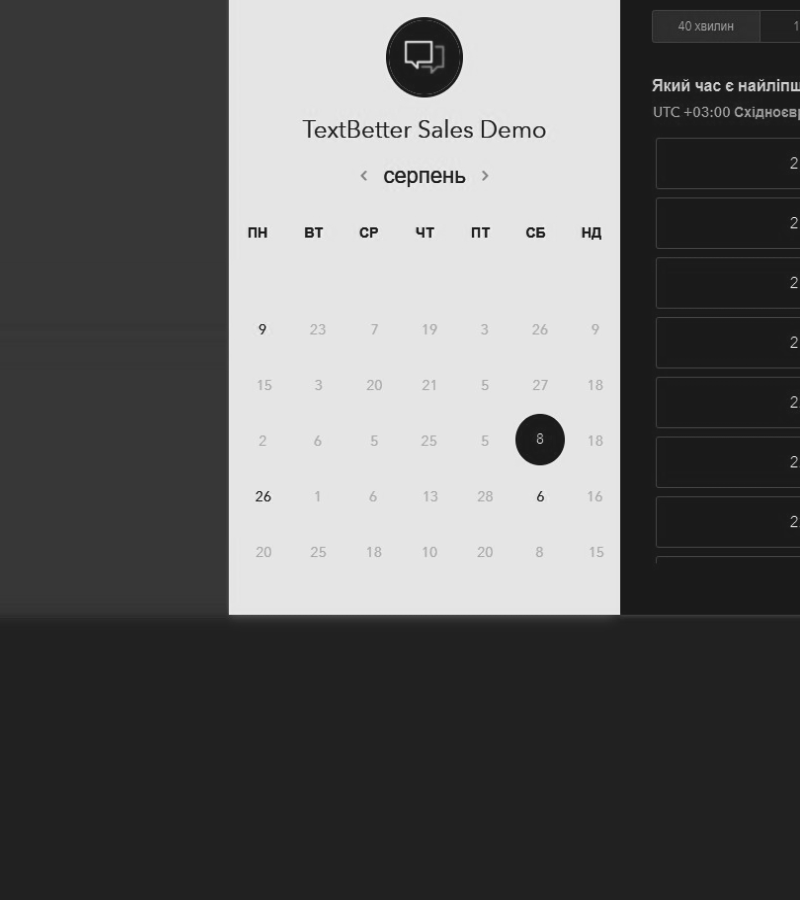 TextBetter Sales Demo
серпень
ПН ВТ СР ЧТ ПТ СБ НД
9 23 7 19 3 26 9
15 3 20 21 5 27 18
2 6 5 25 5 8 18
26 1 6 13 28 6 16
20 25 18 10 20 8 15
40 хвилин 1
Який час є найліпш
UTC +03:00 Східноєвр
2
2
2
2
2
2
2